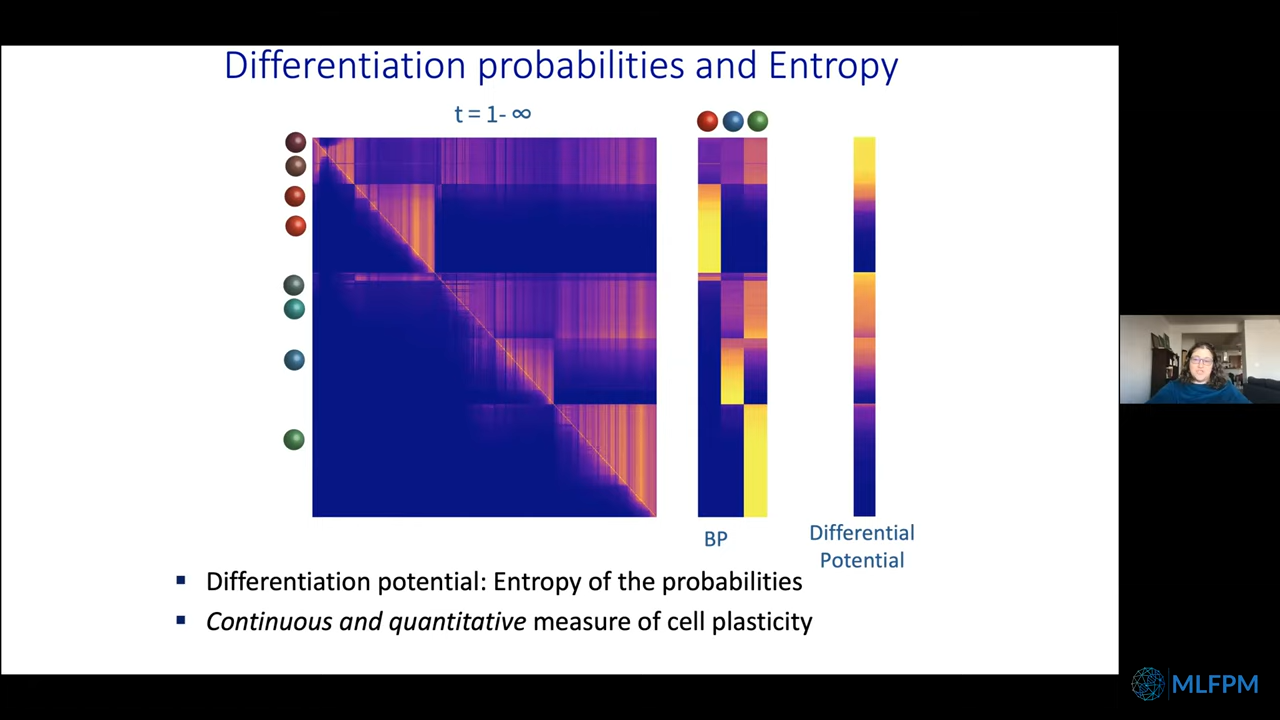 Differentiation probabilities and Entropy
t = 1- ∞
BP
Differential
Potential
▪ Differentiation potential: Entropy of the probabilities
▪ Continuous and quantitative measure of cell plasticity
MLFPM